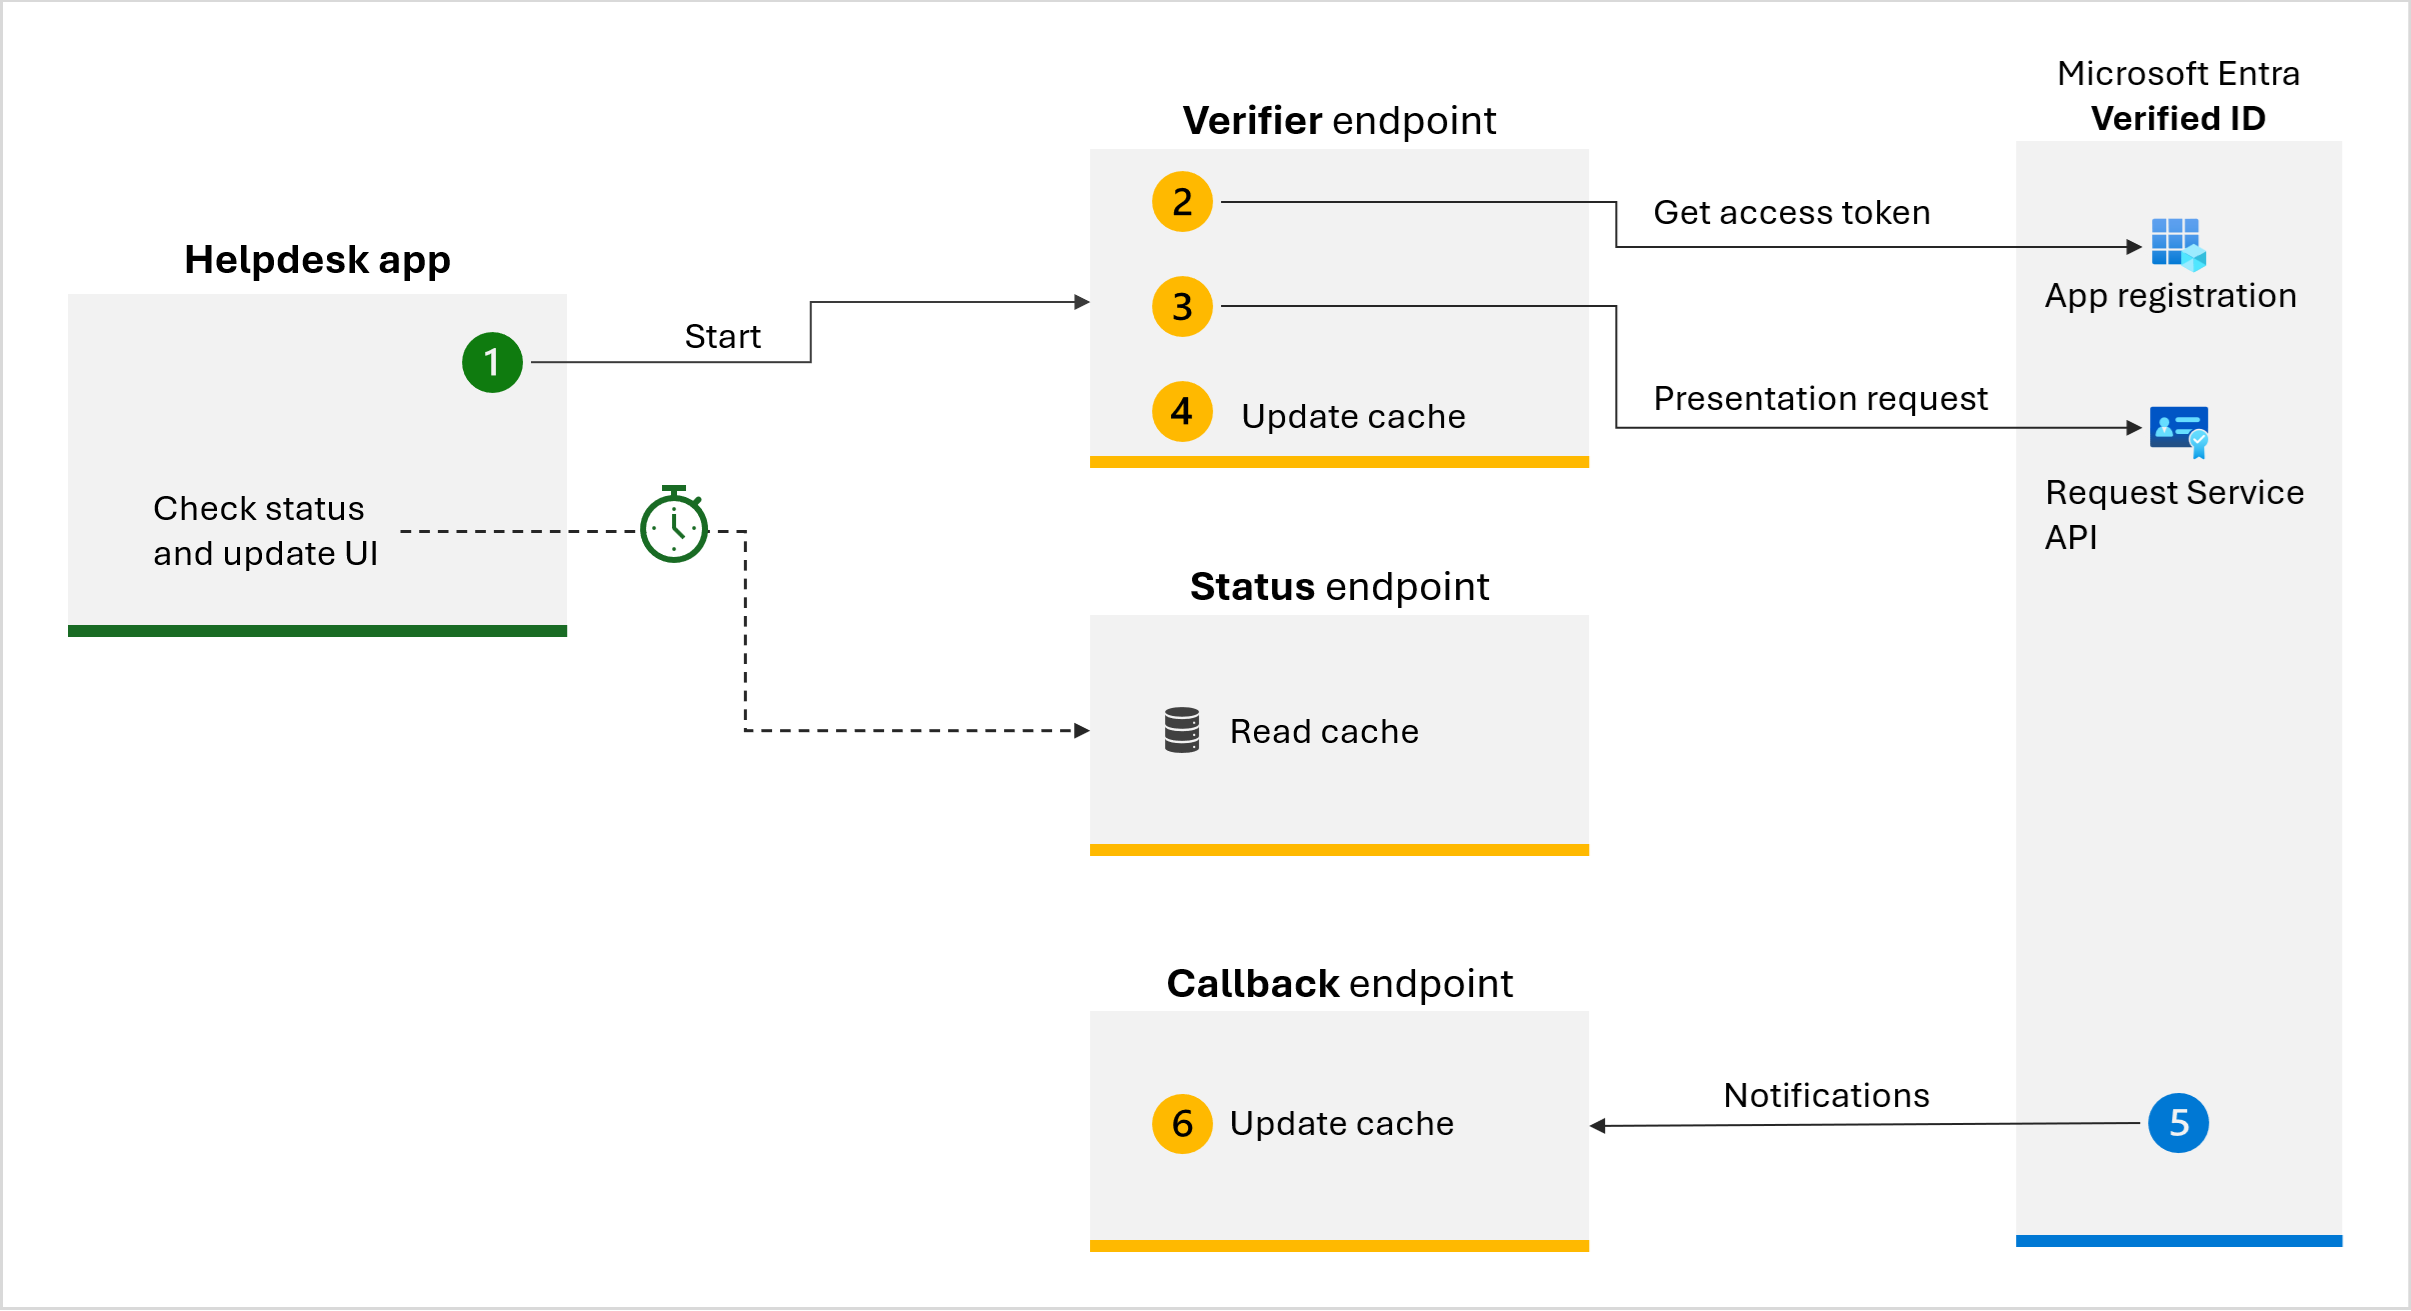 Microsoft Entra
Verified ID
Verifier endpoint
2
Get access token
App registration
Helpdesk app
1
Start
3
Presentation request
4 Update cache
Request Service
API
Check status
and update UI
Status endpoint
Read cache
Callback endpoint
Notifications
5
6 Update cache